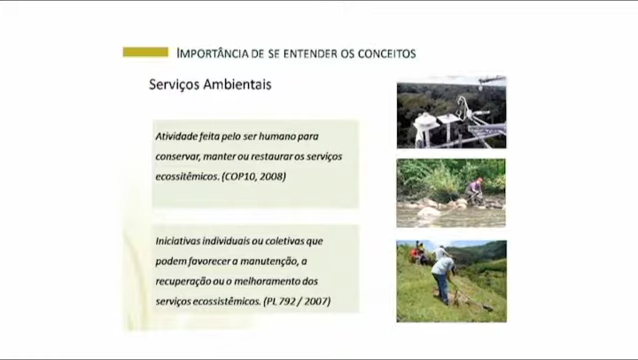 IMPORTÂNCIA DE SE ENTENDER OS CONCEITOS
Serviços Ambientais
Atividade feita pelo ser humano para
conservar, manter ou restaurar os serviços
ecossitêmicos. (COP10, 2008)
Iniciativas individuais ou coletivas que
podem favorecer a manutenção, a
recuperação ou o melhoramento dos
serviços ecossistêmicos. (PL 792 / 2007)